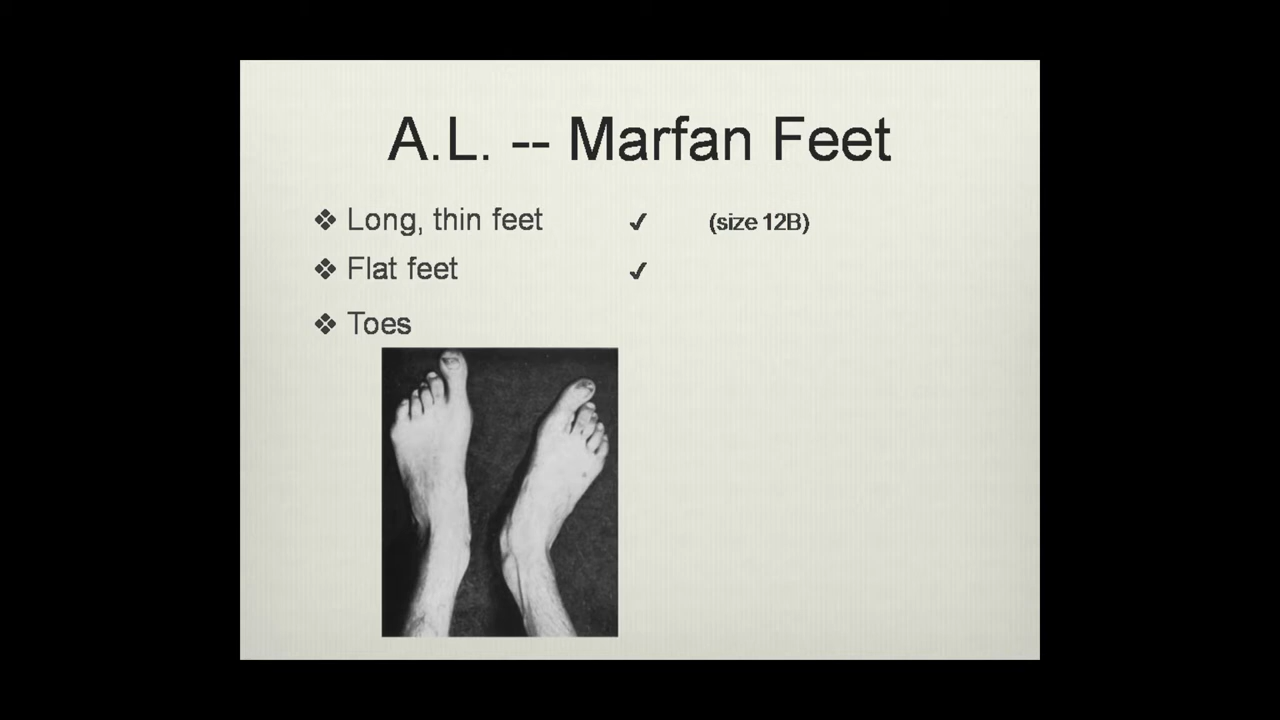 A.L. -- Marfan Feet
❖ Long, thin feet ✓ (size 12B)
❖ Flat feet ✓
❖ Toes